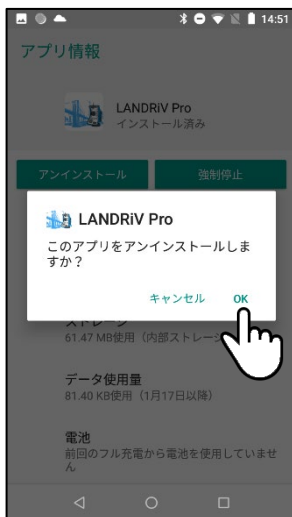 14:51
アプリ情報
LANDRiV Pro
インストール済み
アンインストール
強制停止
LANDRiV Pro
このアプリをアンインストールしま
すか？
キャンセル
OK
ストレージ
61.47 MB使用（内部ストレージ
データ使用量
81.40 KB使用（1月17日以降）
電池
前回のフル充電から電池を使用していませ
ん